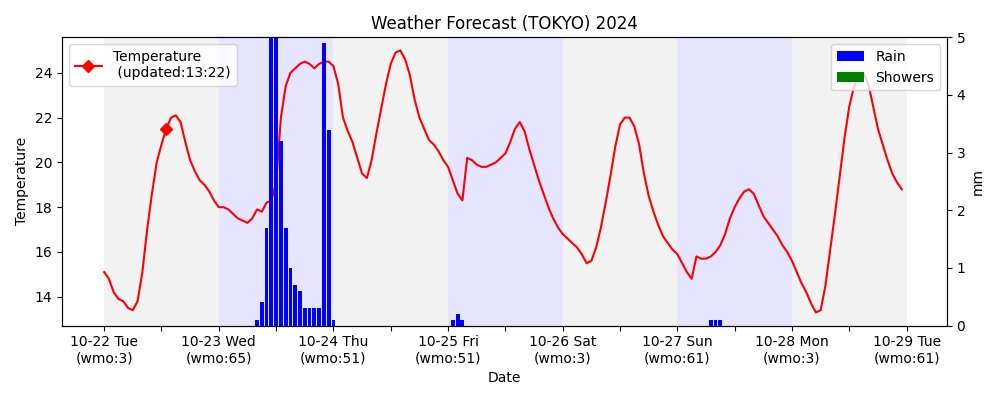 Weather Forecast (TOKYO) 2024
Temperature
(updated:13:22)
Rain
Showers
24
22
20
18
16
14
Temperature
5
4
3
2
1
0
mm
10-22 Tue
(wmo:3)
10-23 Wed
(wmo:65)
10-24 Thu
(wmo:51)
10-25 Fri
(wmo:51)
10-26 Sat
(wmo:3)
10-27 Sun
(wmo:61)
10-28 Mon
(wmo:3)
10-29 Tue
(wmo:61)
Date